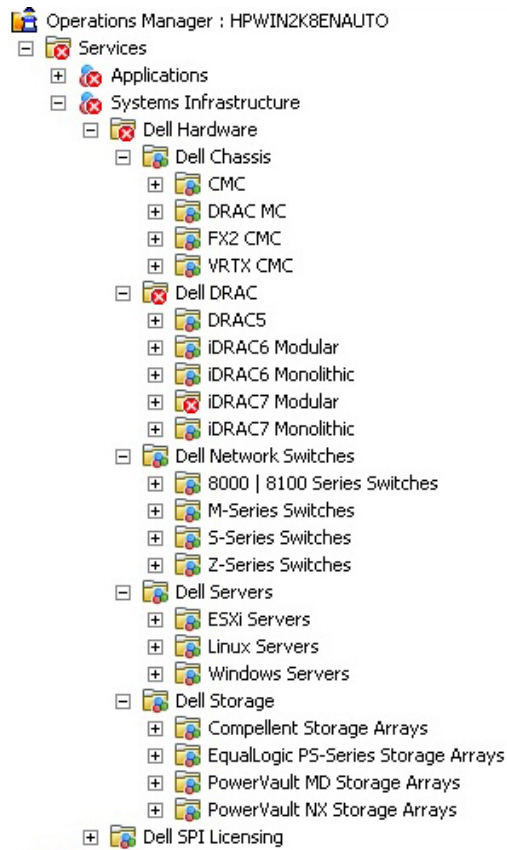 Operations Manager : HPWIN2K8ENAUTO
Services
Applications
Systems Infrastructure
Dell Hardware
Dell Chassis
CMC
DRAC MC
FX2 CMC
VRTX CMC
Dell DRAC
DRAC5
iDRAC6 Modular
iDRAC6 Monolithic
iDRAC7 Modular
iDRAC7 Monolithic
Dell Network Switches
8000 | 8100 Series Switches
M-Series Switches
S-Series Switches
Z-Series Switches
Dell Servers
ESXi Servers
Linux Servers
Windows Servers
Dell Storage
Compellent Storage Arrays
EqualLogic PS-Series Storage Arrays
PowerVault MD Storage Arrays
PowerVault NX Storage Arrays
Dell SPI Licensing